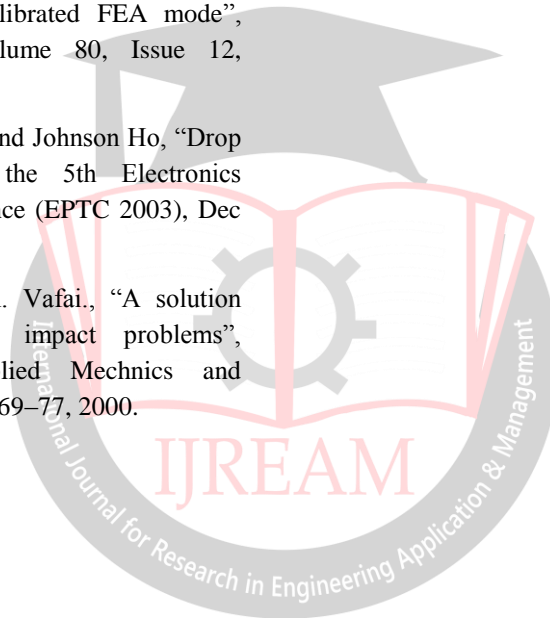 librated FEA mode”,
lume 80, Issue 12,
nd Johnson Ho, “Drop
the 5th Electronics
nce (EPTC 2003), Dec
. Vafai., “A solution
impact problems”,
lied Mechnics and
69–77, 2000.
IJREAM
International Journal for Research in Engineering Application & Management